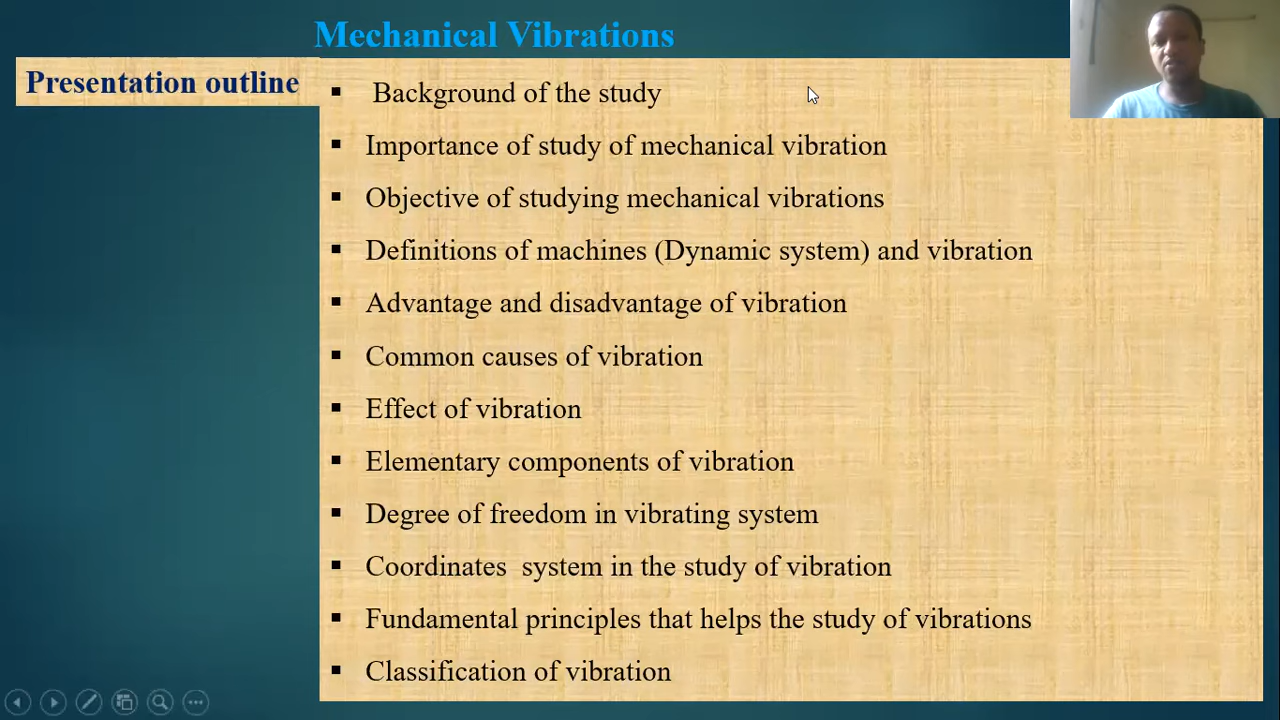 Mechanical Vibrations
Presentation outline
▪ Background of the study
▪ Importance of study of mechanical vibration
▪ Objective of studying mechanical vibrations
▪ Definitions of machines (Dynamic system) and vibration
▪ Advantage and disadvantage of vibration
▪ Common causes of vibration
▪ Effect of vibration
▪ Elementary components of vibration
▪ Degree of freedom in vibrating system
▪ Coordinates system in the study of vibration
▪ Fundamental principles that helps the study of vibrations
▪ Classification of vibration